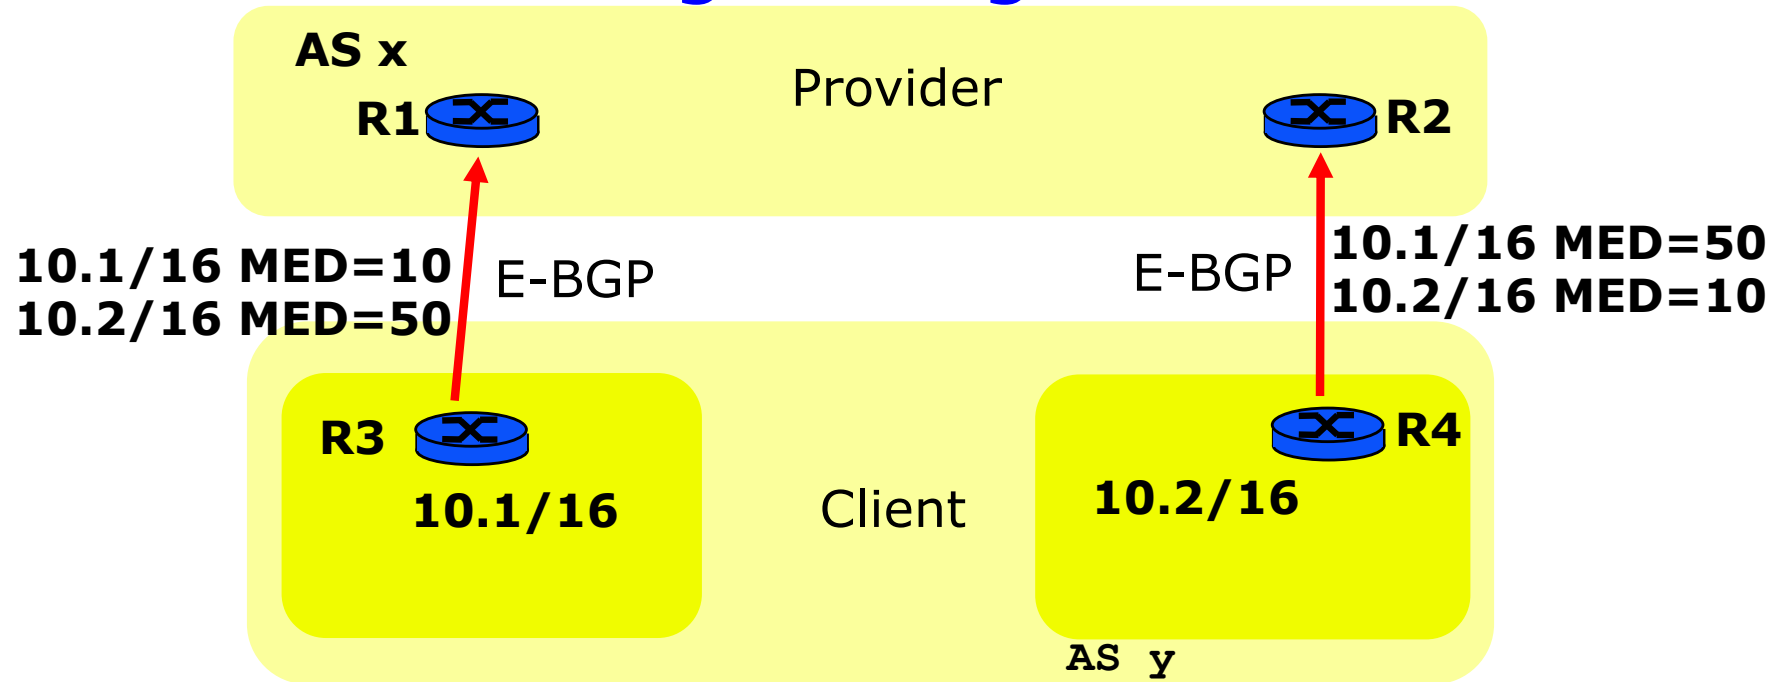 AS x
Provider
R1
R2
10.1/16 MED=10
10.2/16 MED=50
E-BGP
E-BGP
10.1/16 MED=50
10.2/16 MED=10
R3
10.1/16
Client
R4
10.2/16
AS y